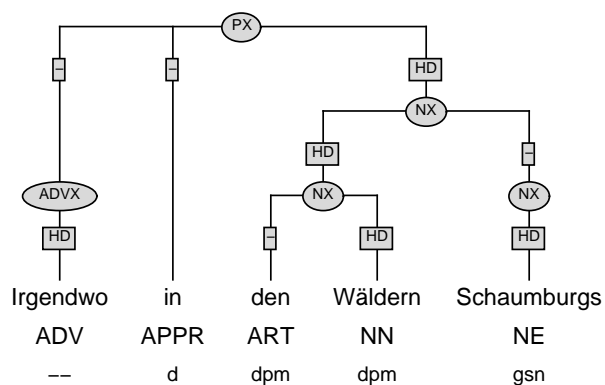 PX
– – HD
NX
HD –
ADVX NX NX
HD – HD HD
Irgendwo in den Wäldern Schaumburgs
ADV APPR ART NN NE
–– d dpm dpm gsn